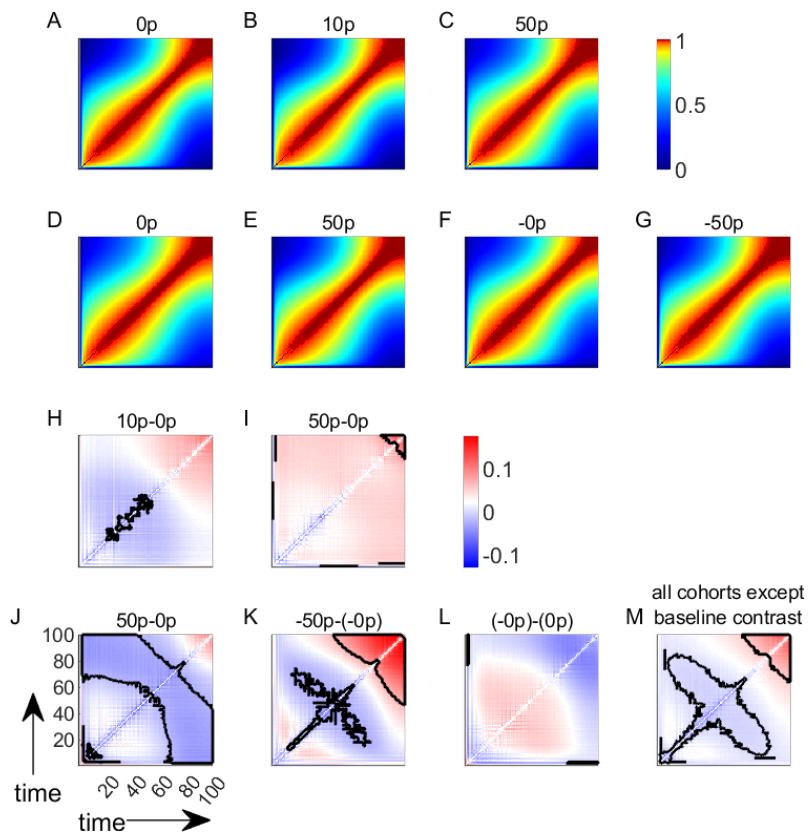 A 0p B 10p C 50p
1
0.5
0
D 0p E 50p F -0p G -50p
H 10p-0p I 50p-0p
0.1
0
-0.1
all cohorts except
J 50p-0p K -50p-(-0p) L (-0p)-(0p) M baseline contrast
100
80
60
40
20
20 40 60 80 100
time
time